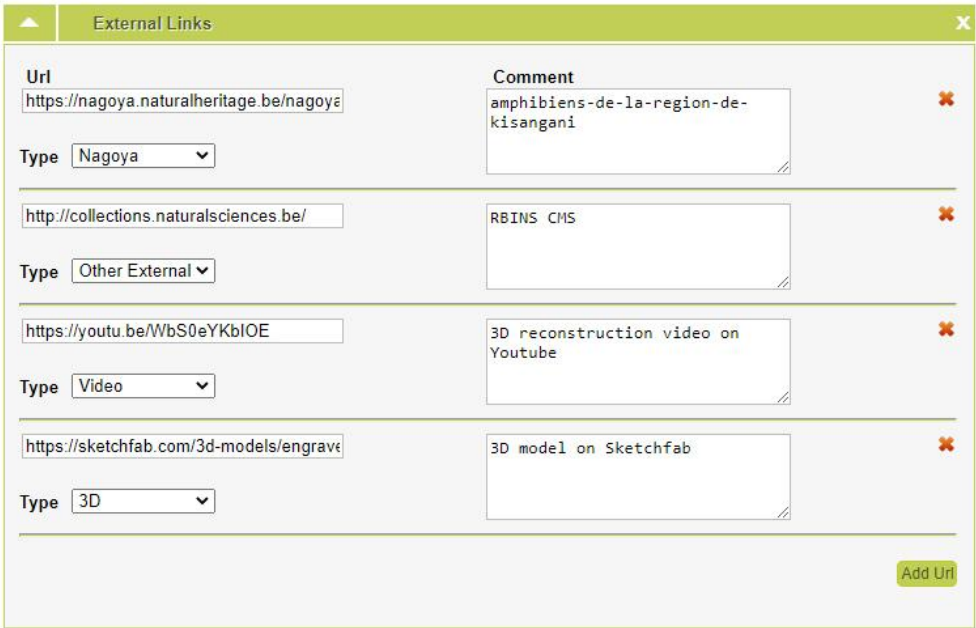 External Links
Url Comment
https://nagoya.naturalheritage.be/nagoya amphibiens-de-la-region-de-
kisangani
Type Nagoya
http://collections.naturalsciences.be/ RBINS CMS
Type Other External
https://youtu.be/WbS0eYKbIOE 3D reconstruction video on
Youtube
Type Video
https://sketchfab.com/3d-models/engrave 3D model on Sketchfab
Type 3D
Add Url